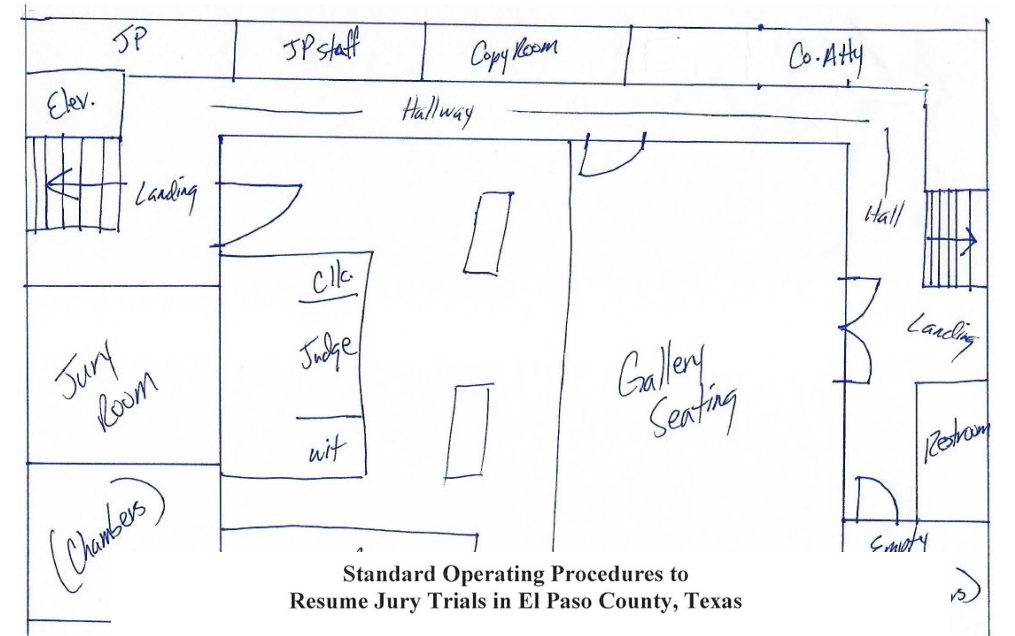 JP
JP staff
Copy Room
Co. Atty
Elev.
Hallway
Landing
Hall
Clk.
Judge
wit
Jury
Room
Gallery
Seating
Landing
Restroom
(Chambers)
Empty
Standard Operating Procedures to
Resume Jury Trials in El Paso County, Texas